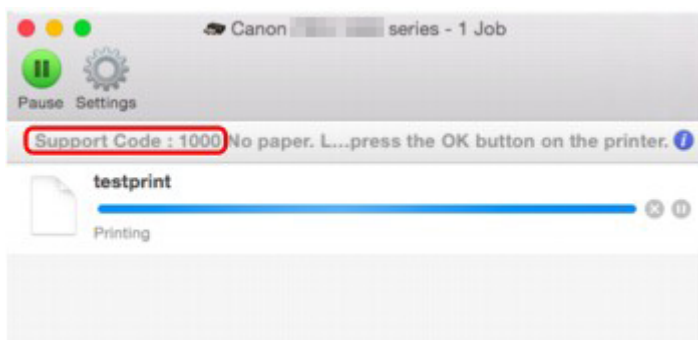 Canon series - 1 Job
Pause Settings
Support Code : 1000 No paper. L...press the OK button on the printer.
testprint
Printing